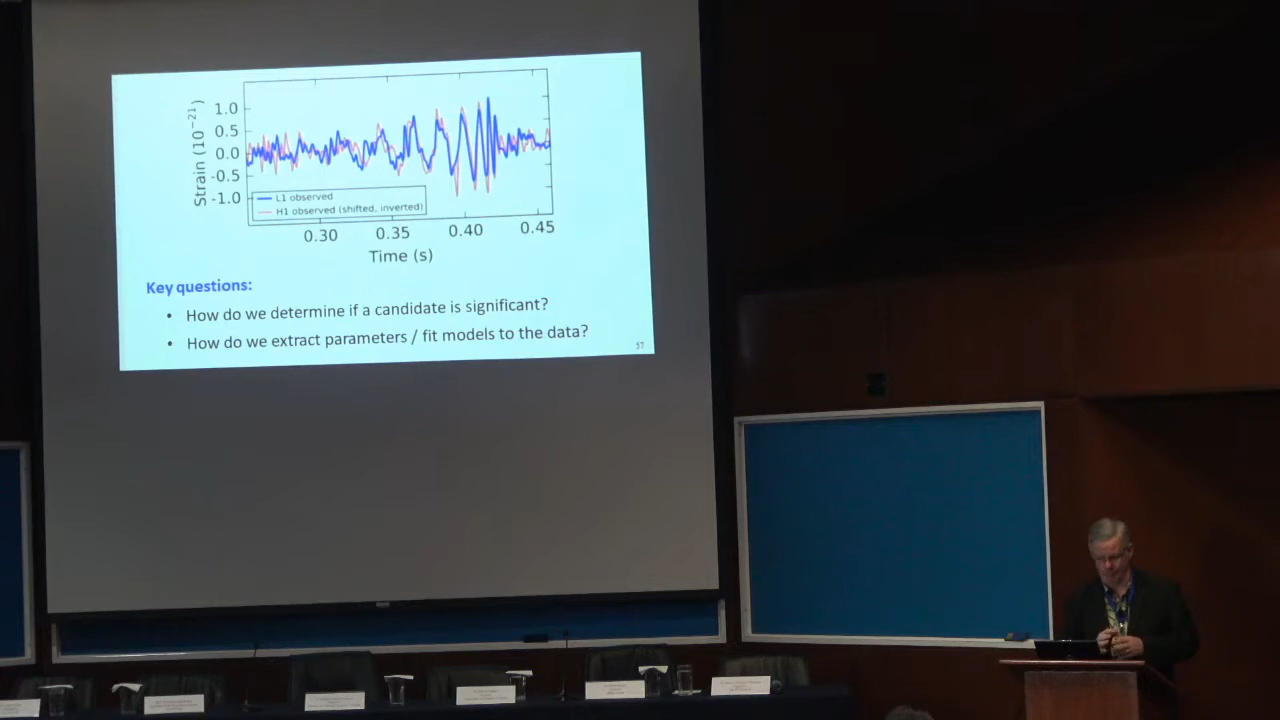 1.0
0.5
0.0
-0.5
-1.0
Strain (10⁻²¹)
L1 observed
H1 observed (shifted, inverted)
0.30 0.35 0.40 0.45
Time (s)
Key questions:
• How do we determine if a candidate is significant?
• How do we extract parameters / fit models to the data?
57